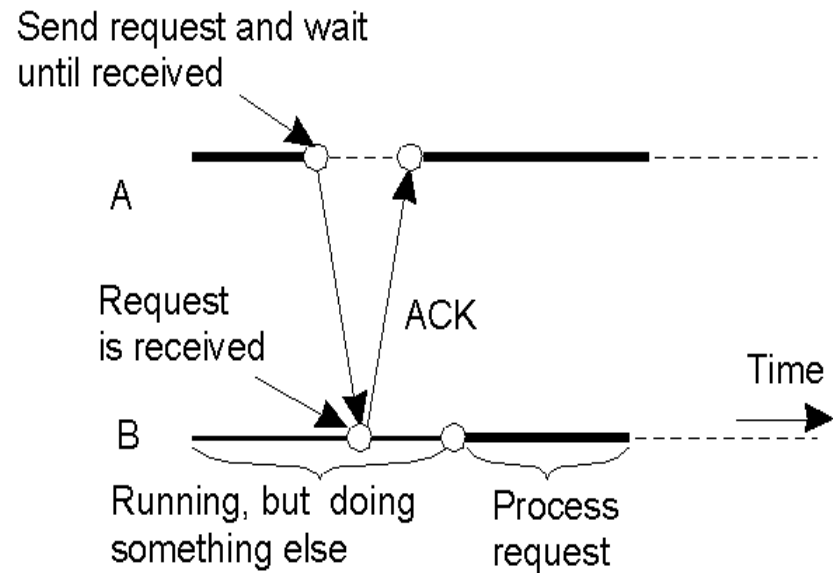 Send request and wait
until received
A
Request
is received
ACK
Time
B
Running, but doing
something else
Process
request